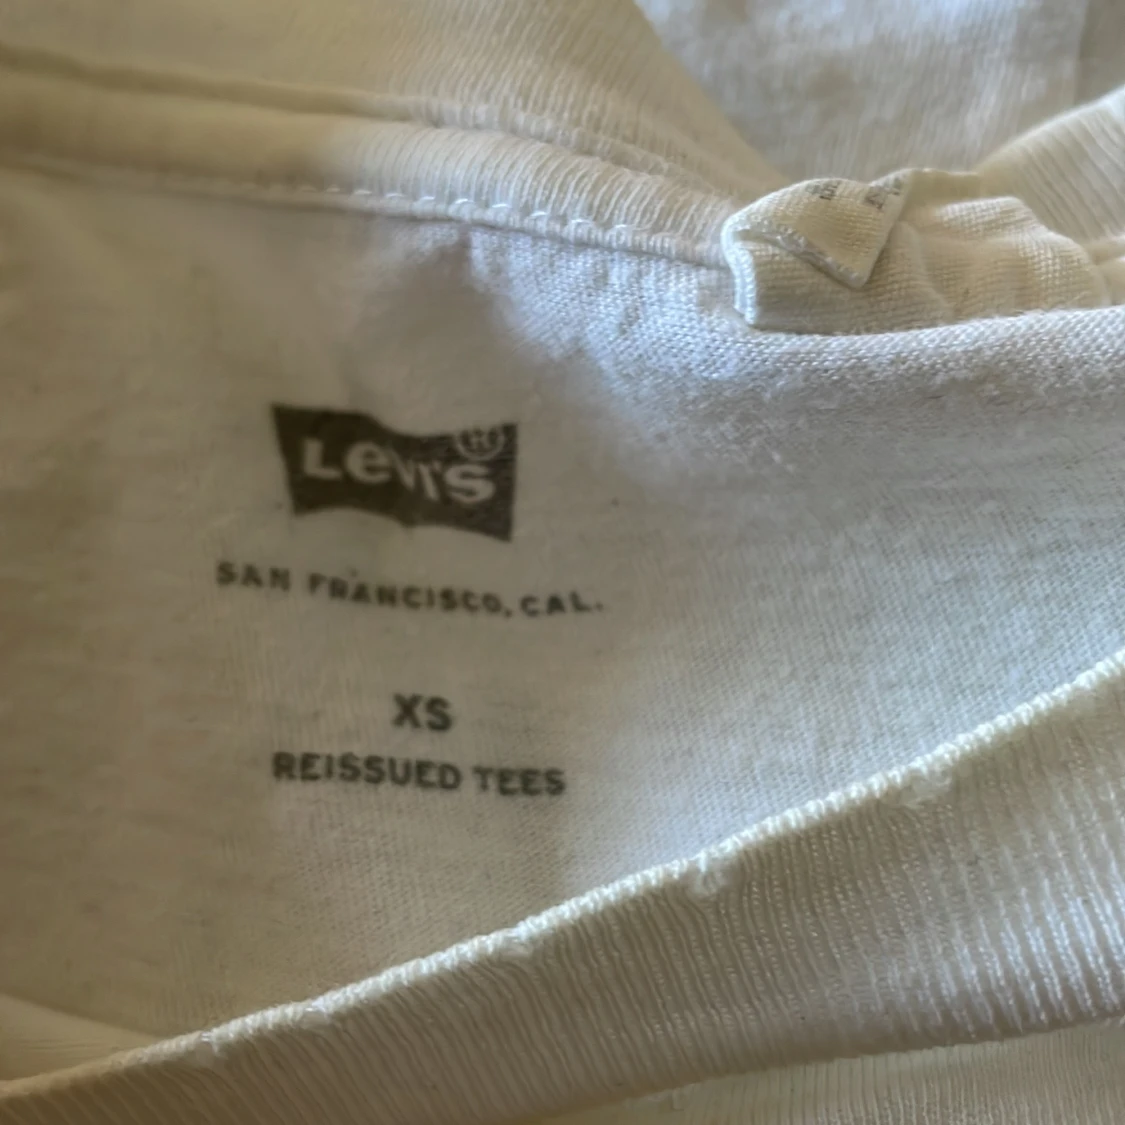 Levi's ®
SAN FRANCISCO, CAL.
XS
REISSUED TEES